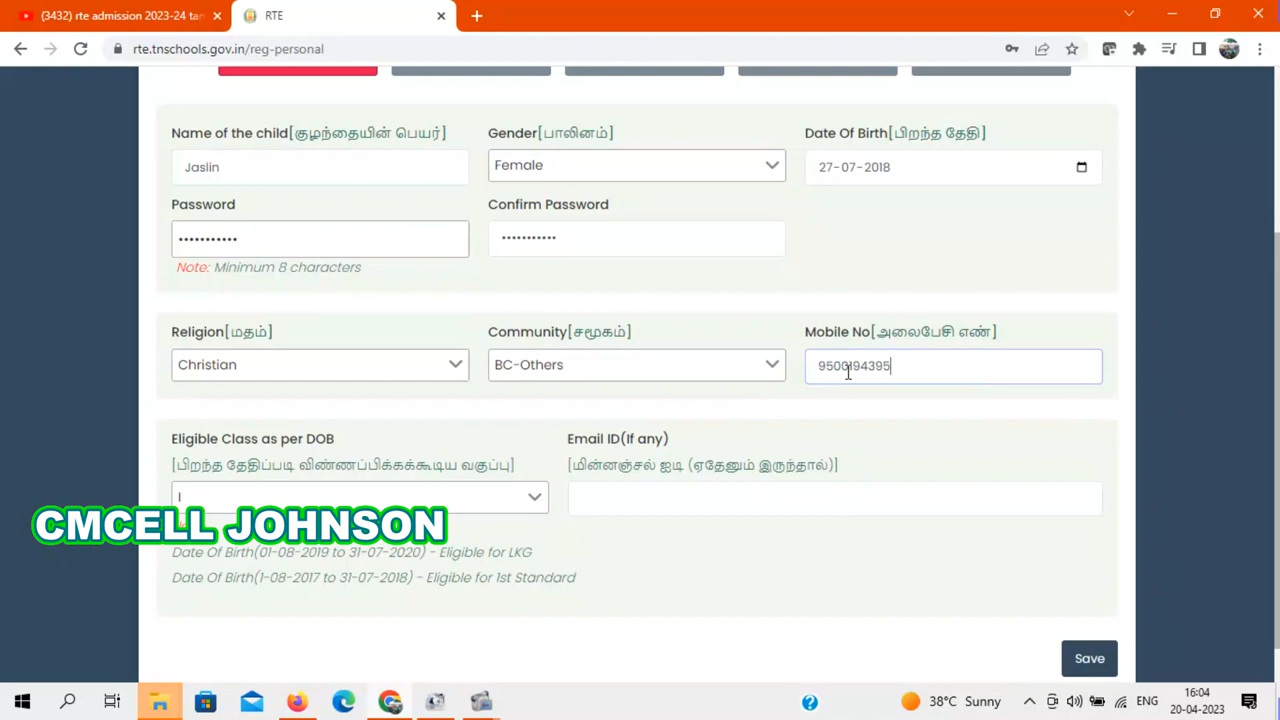 (3432) rte admission 2023-24 tar
RTE
rte.tnschools.gov.in/reg-personal
Name of the child[குழந்தையின் பெயர்] Gender[பாலினம்] Date Of Birth[பிறந்த தேதி]
Jaslin Female 27-07-2018
Password Confirm Password
Note: Minimum 8 characters
Religion[மதம்] Community[சமூகம்] Mobile No[அலைபேசி எண்]
Christian BC-Others 9500194395
Eligible Class as per DOB Email ID(If any)
[பிறந்த தேதிப்படி விண்ணப்பிக்கக்கூடிய வகுப்பு] [மின்னஞ்சல் ஐடி (ஏதேனும் இருந்தால்)]
I
CMCELL JOHNSON
Date Of Birth(01-08-2019 to 31-07-2020) - Eligible for LKG
Date Of Birth(1-08-2017 to 31-07-2018) - Eligible for 1st Standard
Save
38°C Sunny ENG 16:04
20-04-2023